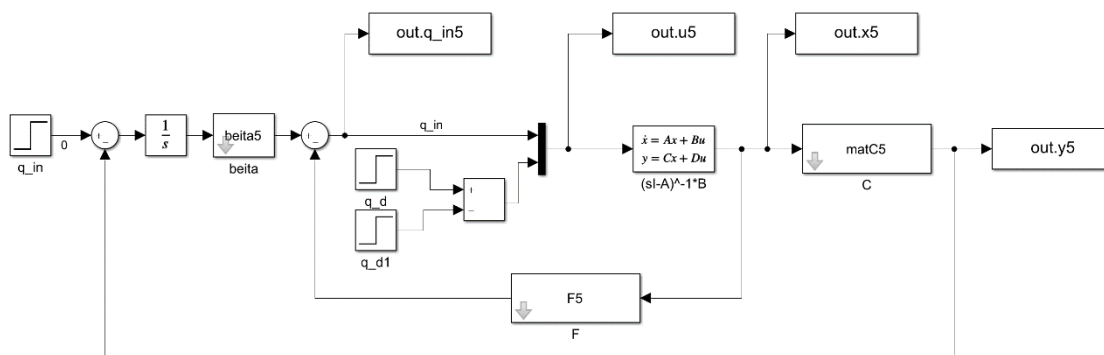 out.q_in5
out.u5
out.x5
+
−
0
q_in
1
s
beita5
beta
+
−
q_in
q_d
q_d1
+
−
ẋ = Ax + Bu
y = Cx + Du
(sI-A)^-1*B
matC5
C
out.y5
F5
F